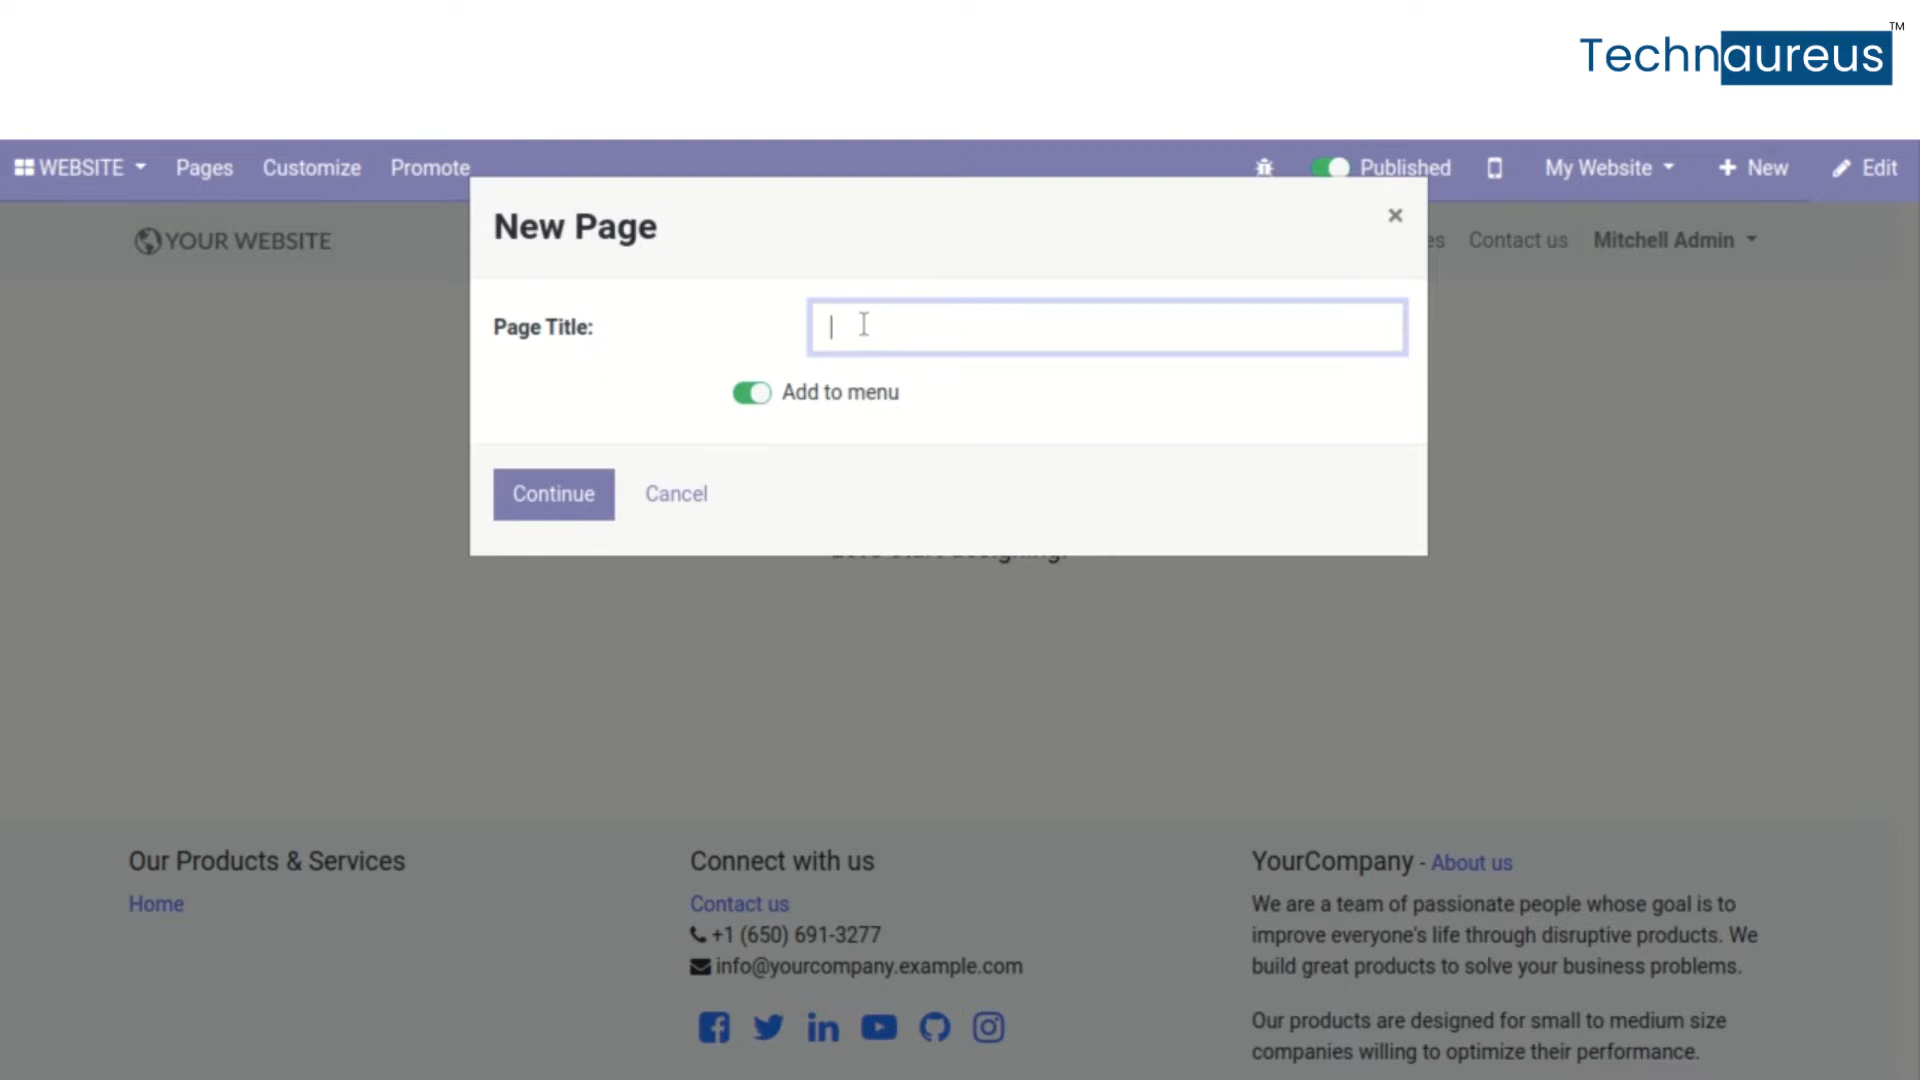 Technaureus™
WEBSITE Pages Customize Promote Published My Website + New Edit
YOUR WEBSITE es Contact us Mitchell Admin
New Page ×
Page Title:
Add to menu
Continue Cancel
Our Products & Services
Home
Connect with us
Contact us
+1 (650) 691-3277
info@yourcompany.example.com
YourCompany - About us
We are a team of passionate people whose goal is to
improve everyone's life through disruptive products. We
build great products to solve your business problems.
Our products are designed for small to medium size
companies willing to optimize their performance.